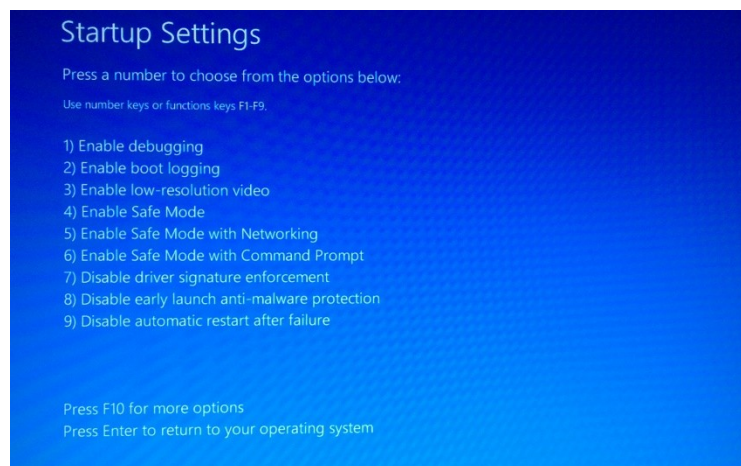 Startup Settings
Press a number to choose from the options below:
Use number keys or functions keys F1-F9.
1) Enable debugging
2) Enable boot logging
3) Enable low-resolution video
4) Enable Safe Mode
5) Enable Safe Mode with Networking
6) Enable Safe Mode with Command Prompt
7) Disable driver signature enforcement
8) Disable early launch anti-malware protection
9) Disable automatic restart after failure
Press F10 for more options
Press Enter to return to your operating system